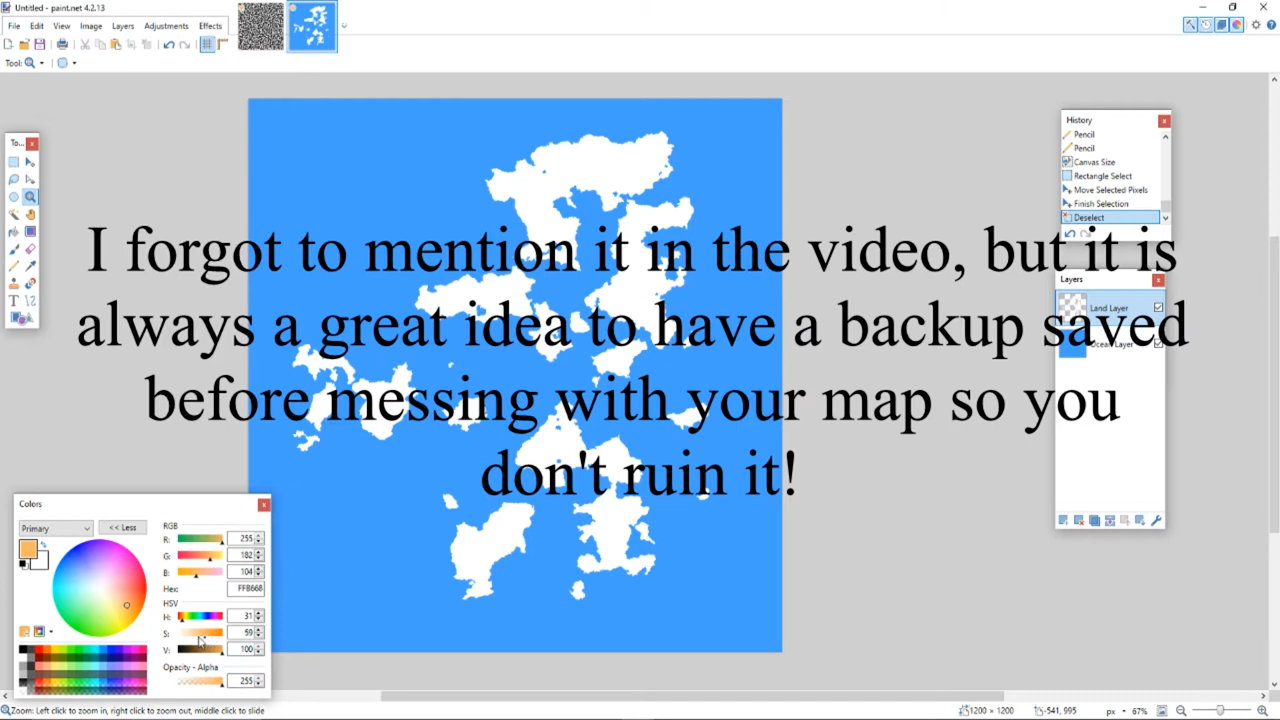 Untitled - paint.net 4.2.13
File Edit View Image Layers Adjustments Effects
Tool:
To...
History
Pencil
Pencil
Canvas Size
Rectangle Select
Move Selected Pixels
Finish Selection
Deselect
I forgot to mention it in the video, but it is
always a great idea to have a backup saved
before messing with your map so you
don't ruin it!
Layers
Land Layer
Ocean Layer
Colors
Primary
<< Less
RGB
R: 255
G: 182
B: 104
Hex: FFB668
HSV
H: 31
S: 59
V: 100
Opacity - Alpha
255
Zoom: Left click to zoom in, right click to zoom out, middle click to slide
1200 × 1200
-541, 995
px
67%